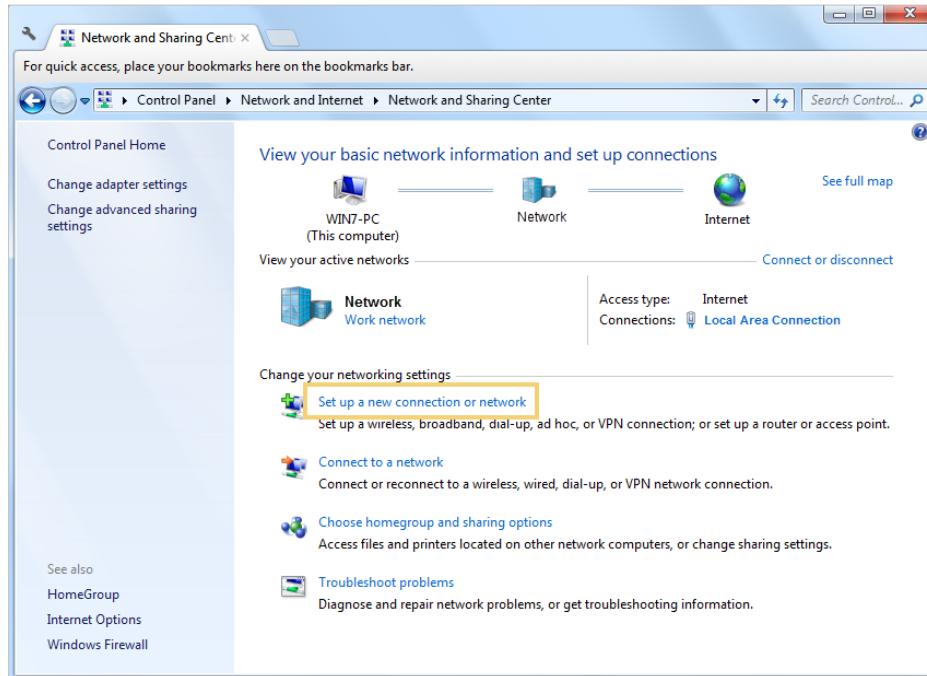 Network and Sharing Cent
For quick access, place your bookmarks here on the bookmarks bar.
Control Panel Network and Internet Network and Sharing Center
Search Control...
Control Panel Home
Change adapter settings
Change advanced sharing
settings
View your basic network information and set up connections
See full map
WIN7-PC
(This computer)
Network
Internet
View your active networks
Connect or disconnect
Network
Work network
Access type: Internet
Connections: Local Area Connection
Change your networking settings
Set up a new connection or network
Set up a wireless, broadband, dial-up, ad hoc, or VPN connection; or set up a router or access point.
Connect to a network
Connect or reconnect to a wireless, wired, dial-up, or VPN network connection.
Choose homegroup and sharing options
Access files and printers located on other network computers, or change sharing settings.
Troubleshoot problems
Diagnose and repair network problems, or get troubleshooting information.
See also
HomeGroup
Internet Options
Windows Firewall